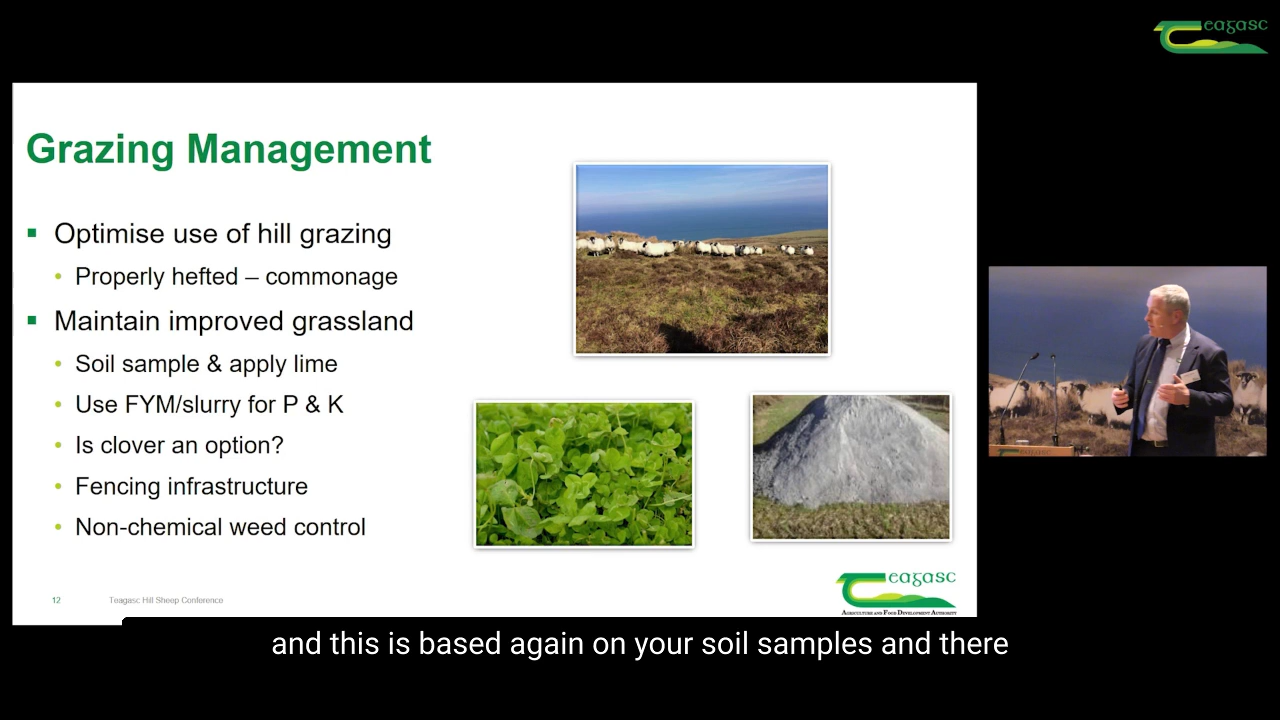 Teagasc
Grazing Management
Optimise use of hill grazing
Properly hefted – commonage
Maintain improved grassland
Soil sample & apply lime
Use FYM/slurry for P & K
Is clover an option?
Fencing infrastructure
Non-chemical weed control
12
Teagasc Hill Sheep Conference
Teagasc
Agriculture and Food Development Authority
and this is based again on your soil samples and there